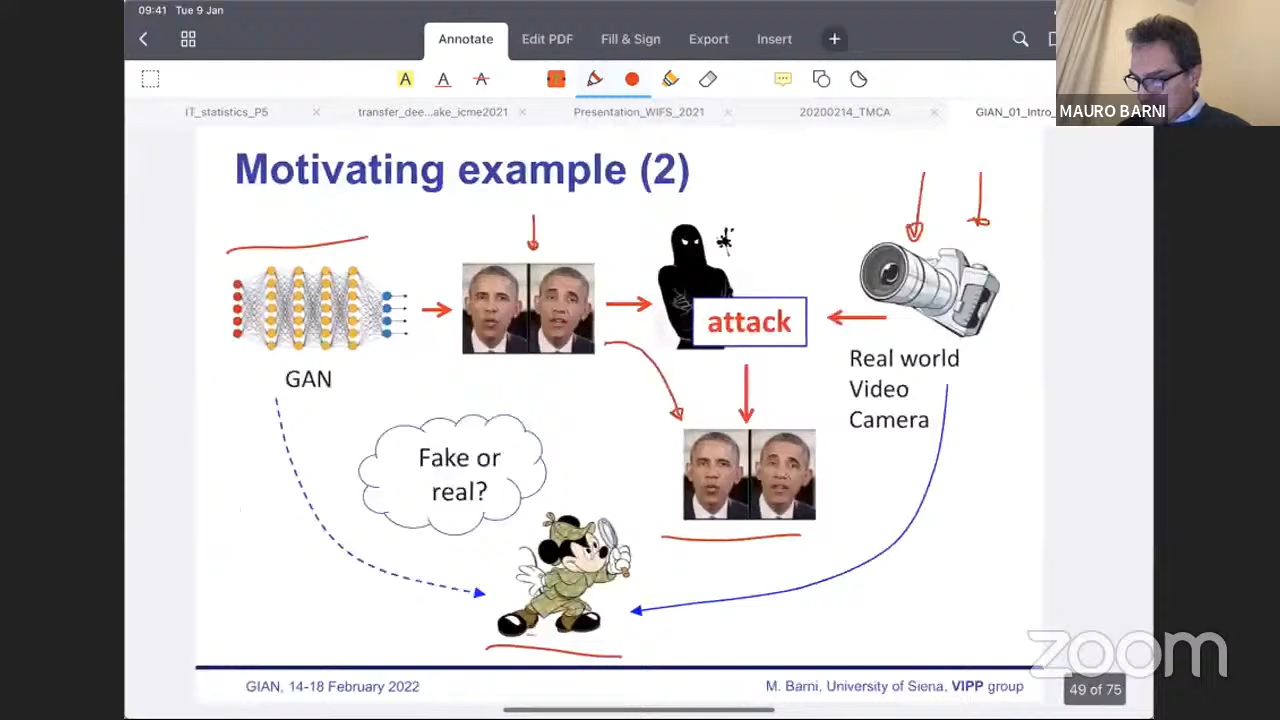 09:41 Tue 9 Jan
Annotate Edit PDF Fill & Sign Export Insert
A A A T
IT_statistics_P5 transfer_dee...ake_icme2021 Presentation_WIFS_2021 20200214_TMCA GIAN_01_Intro_
MAURO BARNI
Motivating example (2)
attack
GAN
Real world
Video
Camera
Fake or
real?
GIAN, 14-18 February 2022
M. Barni, University of Siena, VIPP group
49 of 75
zoom